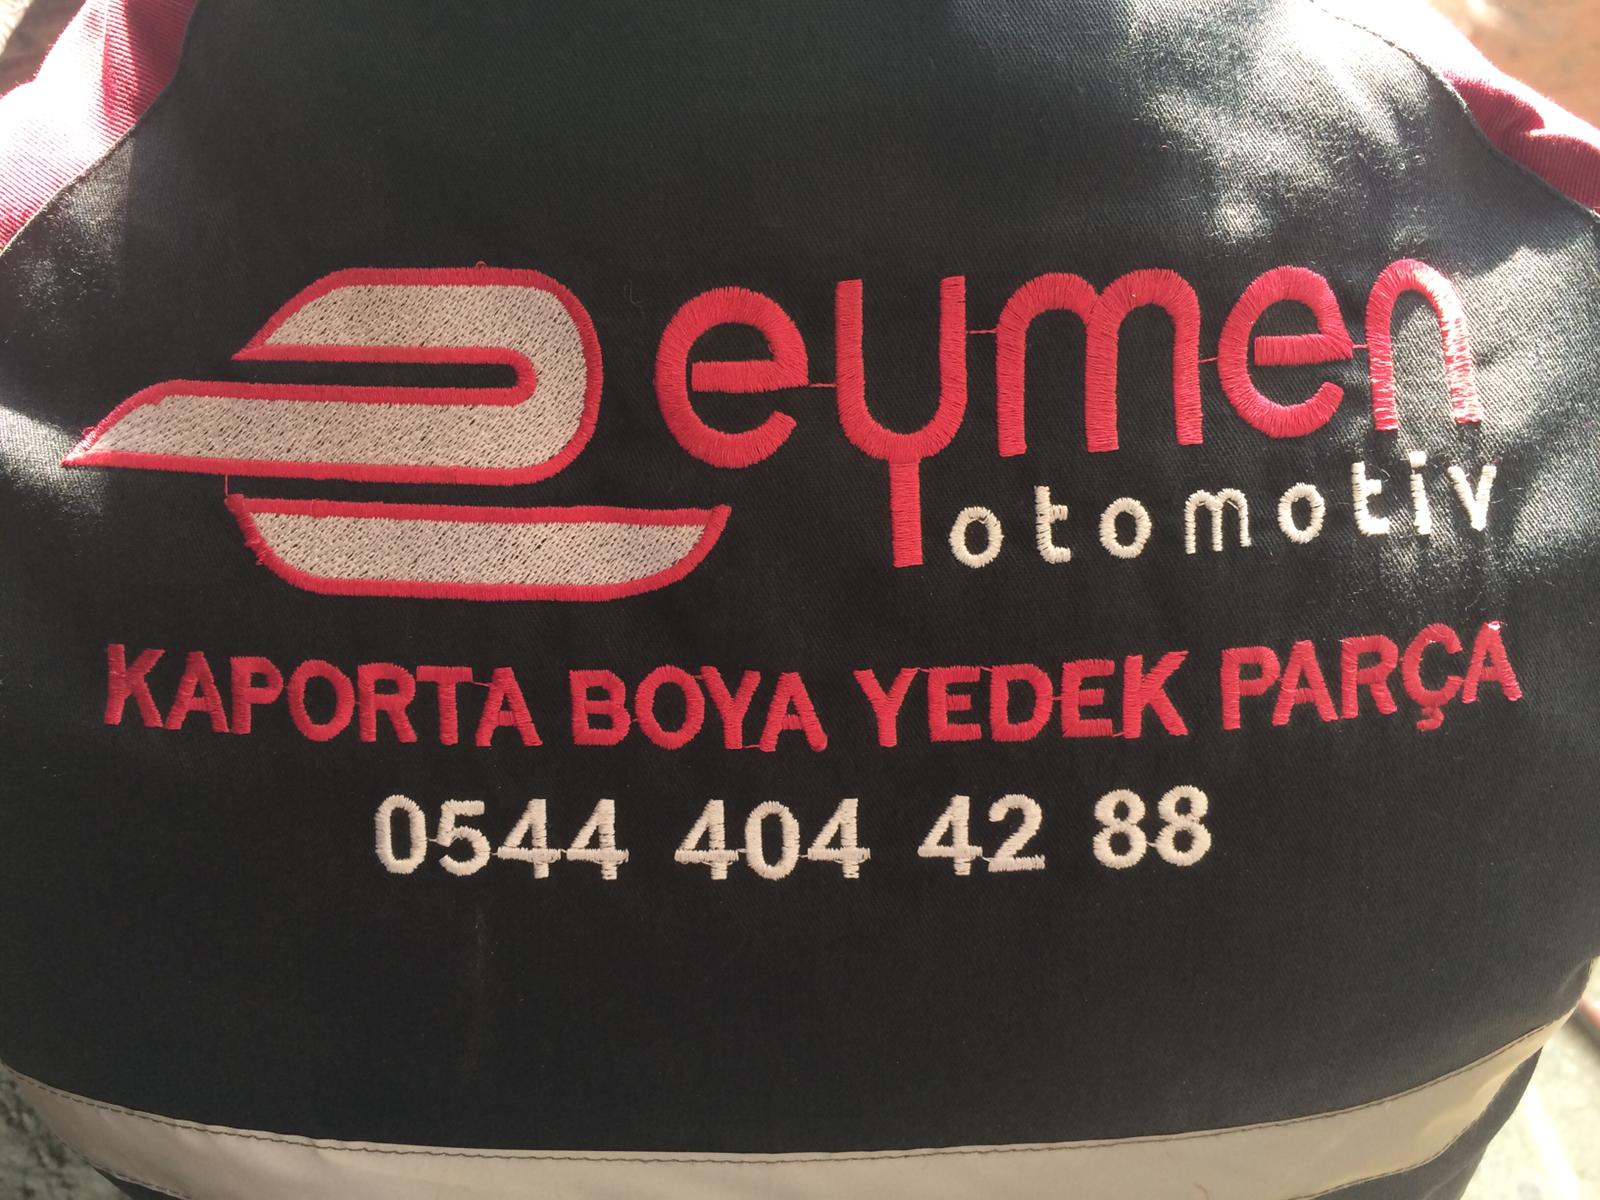 eymen
otomotiv
KAPORTA BOYA YEDEK PARÇA
0544 404 42 88